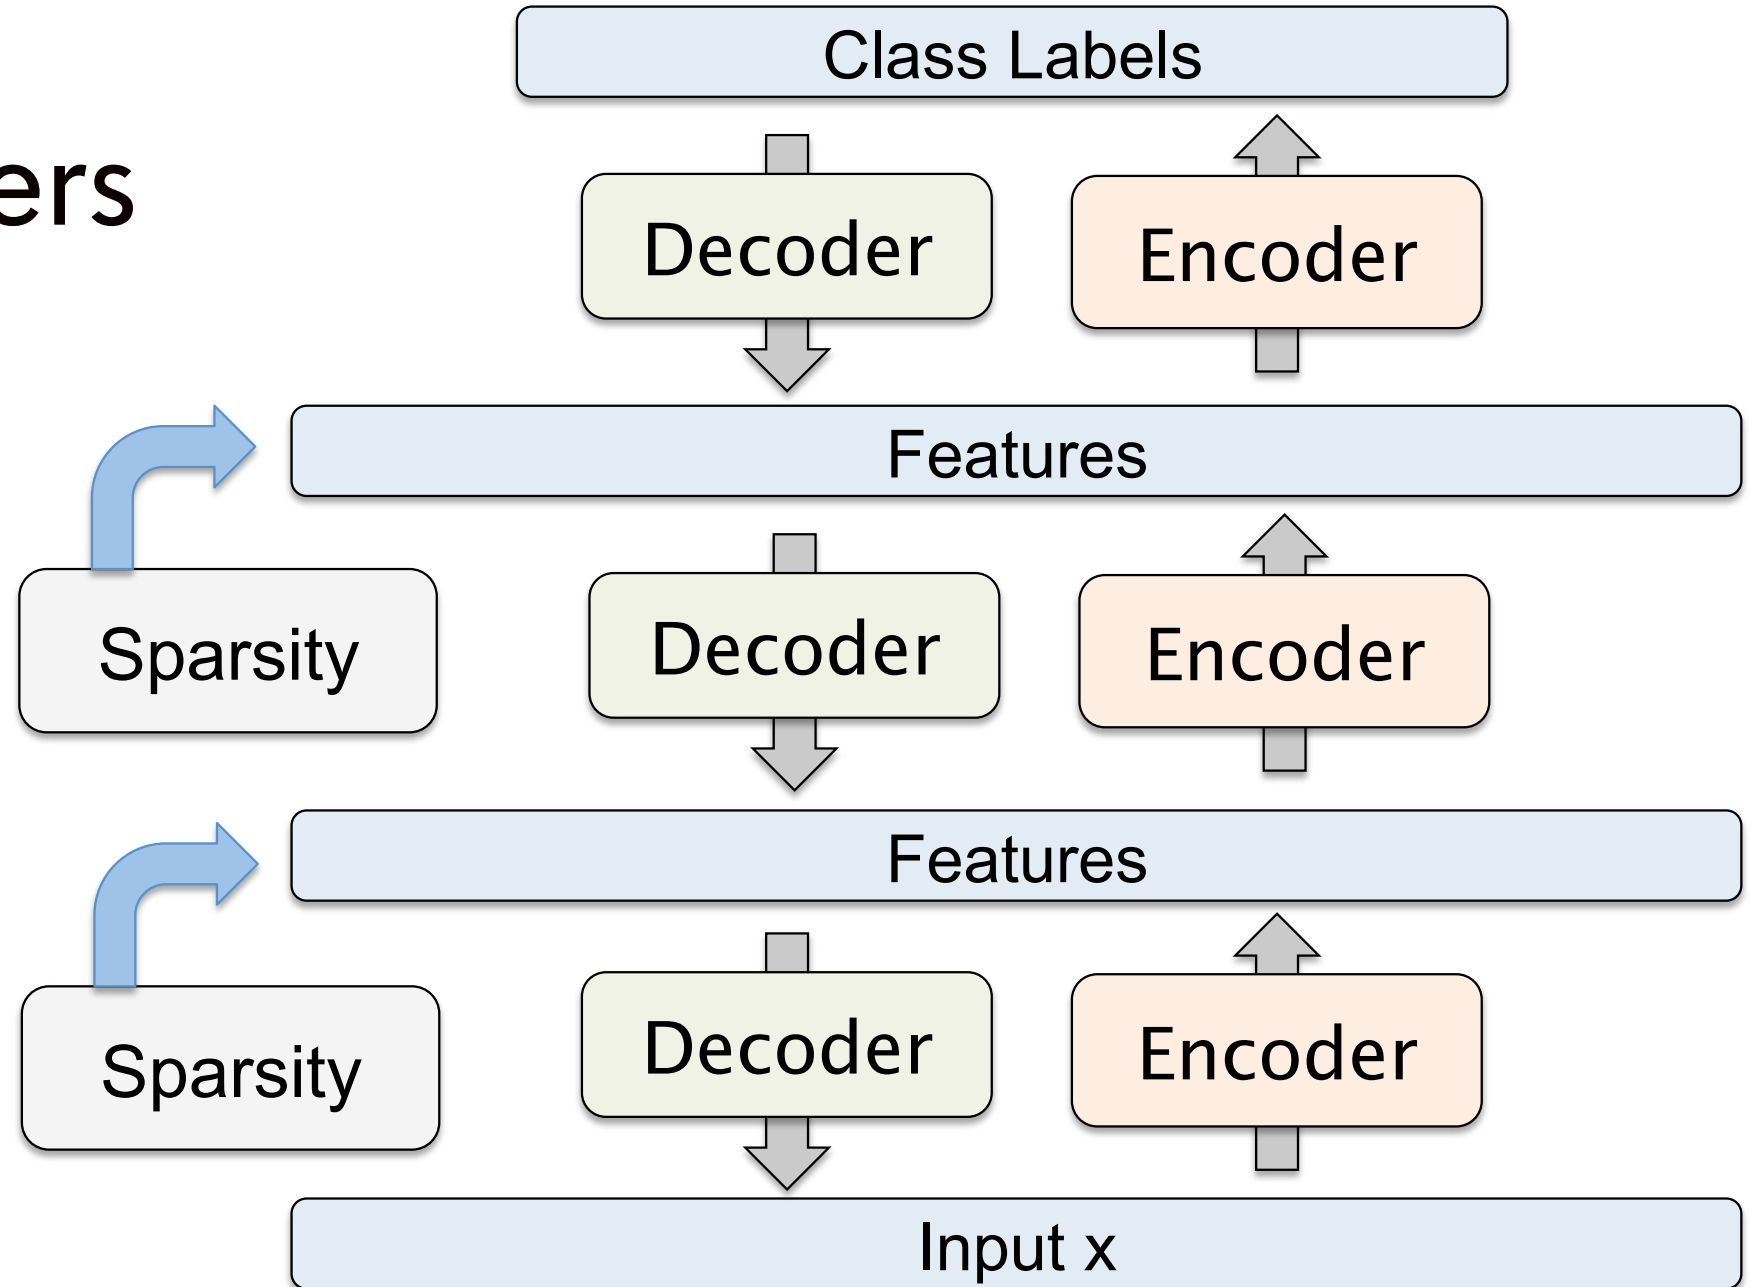 Class Labels
ers
Decoder
Encoder
Features
Sparsity
Decoder
Encoder
Features
Sparsity
Decoder
Encoder
Input x